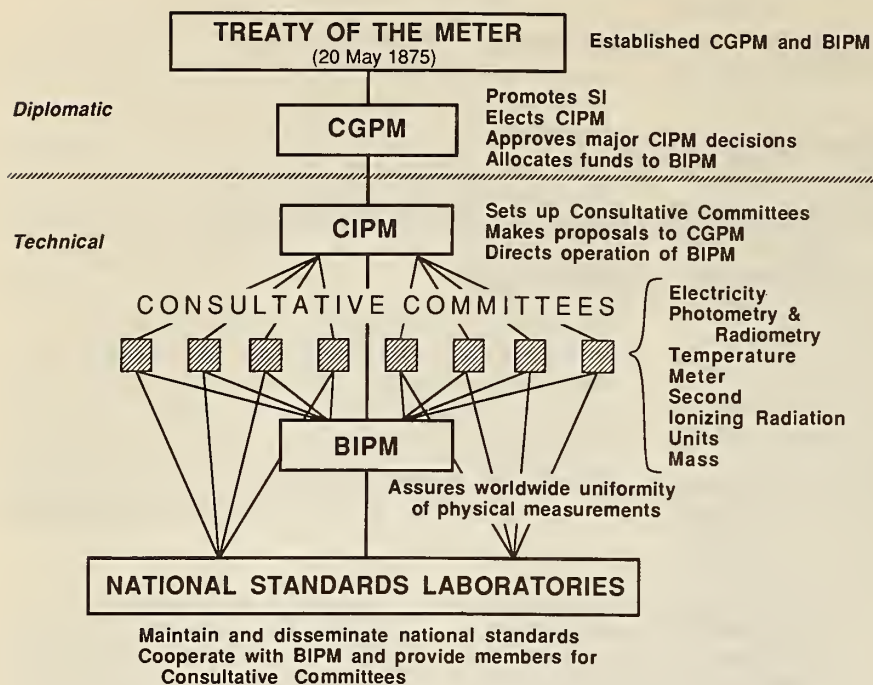 TREATY OF THE METER
(20 May 1875)
Established CGPM and BIPM
Diplomatic
CGPM
Promotes SI
Elects CIPM
Approves major CIPM decisions
Allocates funds to BIPM
Technical
CIPM
Sets up Consultative Committees
Makes proposals to CGPM
Directs operation of BIPM
CONSULTATIVE COMMITTEES
Electricity
Photometry &
Radiometry
Temperature
Meter
Second
Ionizing Radiation
Units
Mass
BIPM
Assures worldwide uniformity
of physical measurements
NATIONAL STANDARDS LABORATORIES
Maintain and disseminate national standards
Cooperate with BIPM and provide members for
Consultative Committees